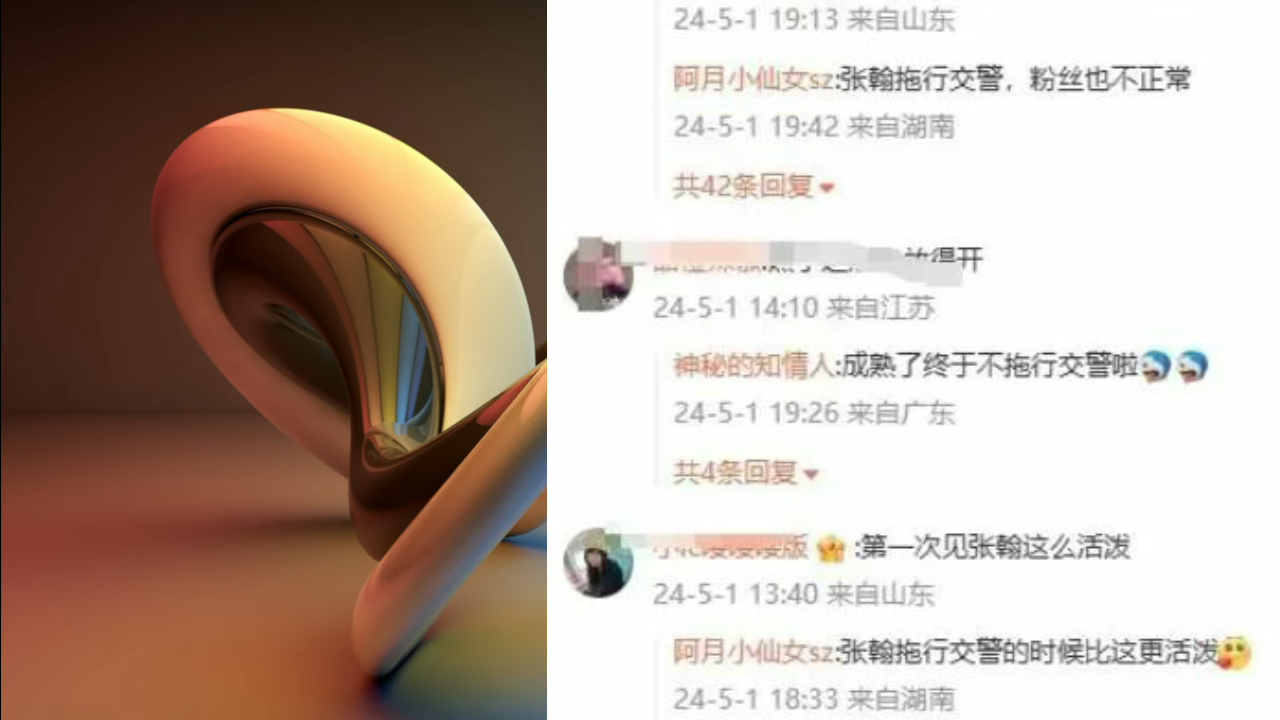 24-5-1 19:13 来自山东
阿月小仙女sz:张翰拖行交警，粉丝也不正常
24-5-1 19:42 来自湖南
共42条回复
放得开
24-5-1 14:10 来自江苏
神秘的知情人:成熟了终于不拖行交警啦
24-5-1 19:26 来自广东
共4条回复
版 :第一次见张翰这么活泼
24-5-1 13:40 来自山东
阿月小仙女sz:张翰拖行交警的时候比这更活泼
24-5-1 18:33 来自湖南